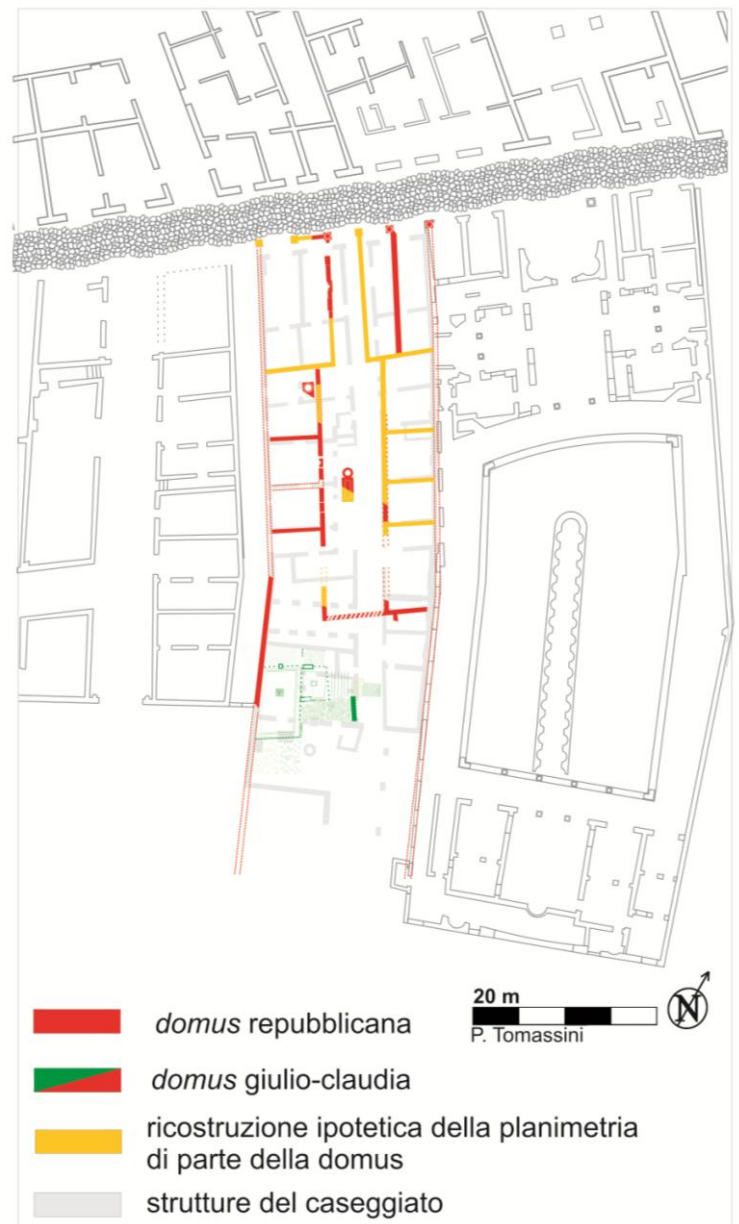 20 m
N
P. Tomassini
domus repubblicana
domus giulio-claudia
ricostruzione ipotetica della planimetria
di parte della domus
strutture del caseggiato